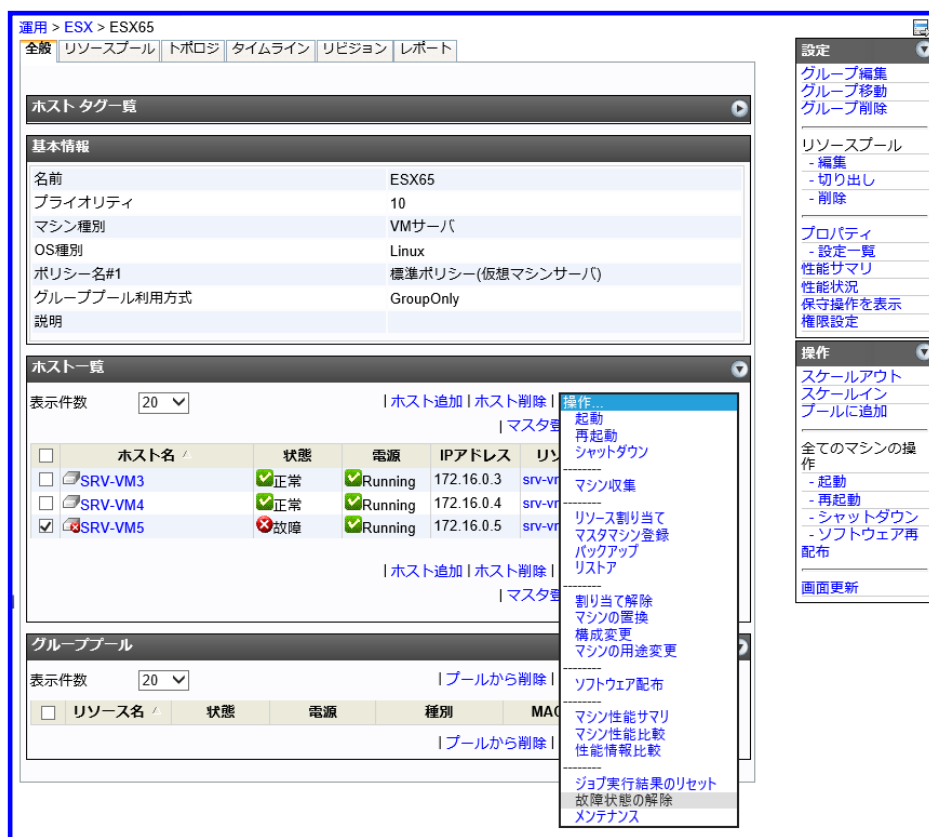 運用 > ESX > ESX65
全般 リソースプール トポロジ タイムライン リビジョン レポート
ホスト タグ一覧
基本情報
名前 ESX65
プライオリティ 10
マシン種別 VMサーバ
OS種別 Linux
ポリシー名#1 標準ポリシー(仮想マシンサーバ)
グループプール利用方式 GroupOnly
説明
ホスト一覧
表示件数 20 | ホスト追加 | ホスト削除 |
| マスタ登
ホスト名 状態 電源 IPアドレス リソ
SRV-VM3 正常 Running 172.16.0.3 srv-vm
SRV-VM4 正常 Running 172.16.0.4 srv-vm
SRV-VM5 故障 Running 172.16.0.5 srv-vm
| ホスト追加 | ホスト削除 |
| マスタ登
グループプール
表示件数 20 | プールから削除 |
リソース名 状態 電源 種別 MAC
| プールから削除 |
操作...
起動
再起動
シャットダウン
--------
マシン収集
--------
リソース割り当て
マスタマシン登録
バックアップ
リストア
--------
割り当て解除
マシンの置換
構成変更
マシンの用途変更
--------
ソフトウェア配布
--------
マシン性能サマリ
マシン性能比較
性能情報比較
--------
ジョブ実行結果のリセット
故障状態の解除
メンテナンス
設定
グループ編集
グループ移動
グループ削除
リソースプール
- 編集
- 切り出し
- 削除
プロパティ
- 設定一覧
性能サマリ
性能状況
保守操作を表示
権限設定
操作
スケールアウト
スケールイン
プールに追加
全てのマシンの操
作
- 起動
- 再起動
- シャットダウン
- ソフトウェア再
配布
画面更新